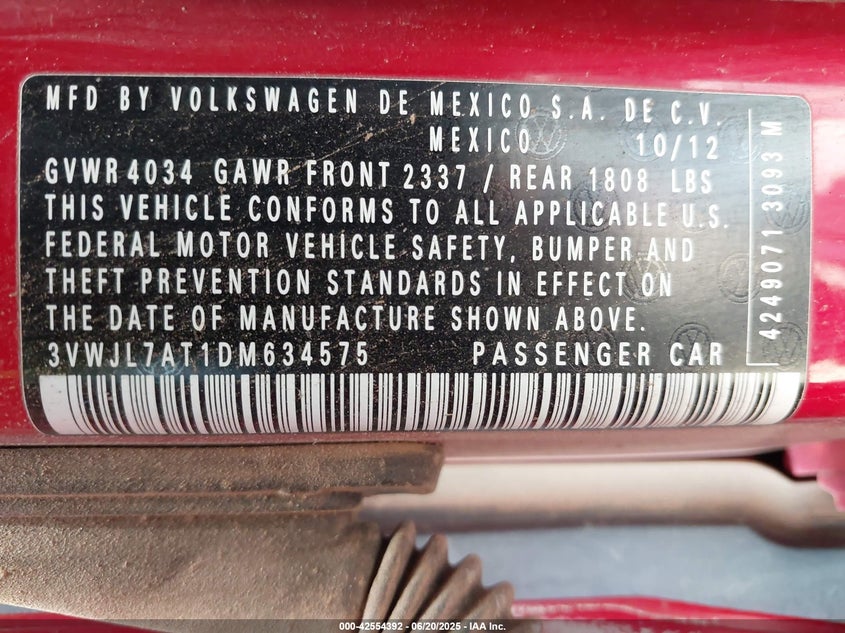 MFD BY VOLKSWAGEN DE MEXICO S.A. DE C.V.
MEXICO 10/12
GVWR 4034 GAWR FRONT 2337 / REAR 1808 LBS
THIS VEHICLE CONFORMS TO ALL APPLICABLE U.S.
FEDERAL MOTOR VEHICLE SAFETY, BUMPER AND
THEFT PREVENTION STANDARDS IN EFFECT ON
THE DATE OF MANUFACTURE SHOWN ABOVE.
3VWJL7AT1DM634575 PASSENGER CAR
4249071 3093 M
000-42554392 - 06/20/2025 - IAA Inc.